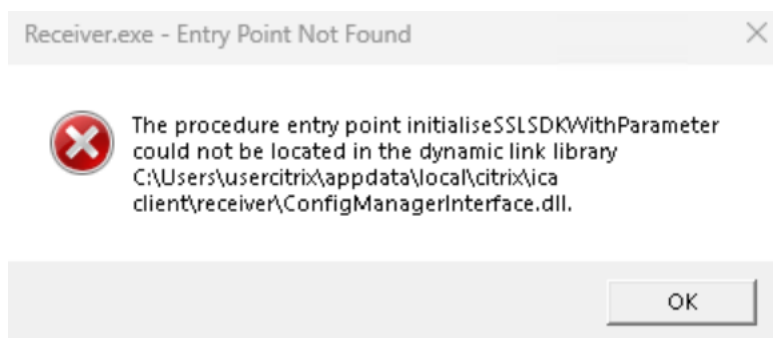 Receiver.exe - Entry Point Not Found
The procedure entry point initialiseSSLSDKWithParameter
could not be located in the dynamic link library
C:\Users\usercitrix\appdata\local\citrix\ica
client\receiver\ConfigManagerInterface.dll.
OK